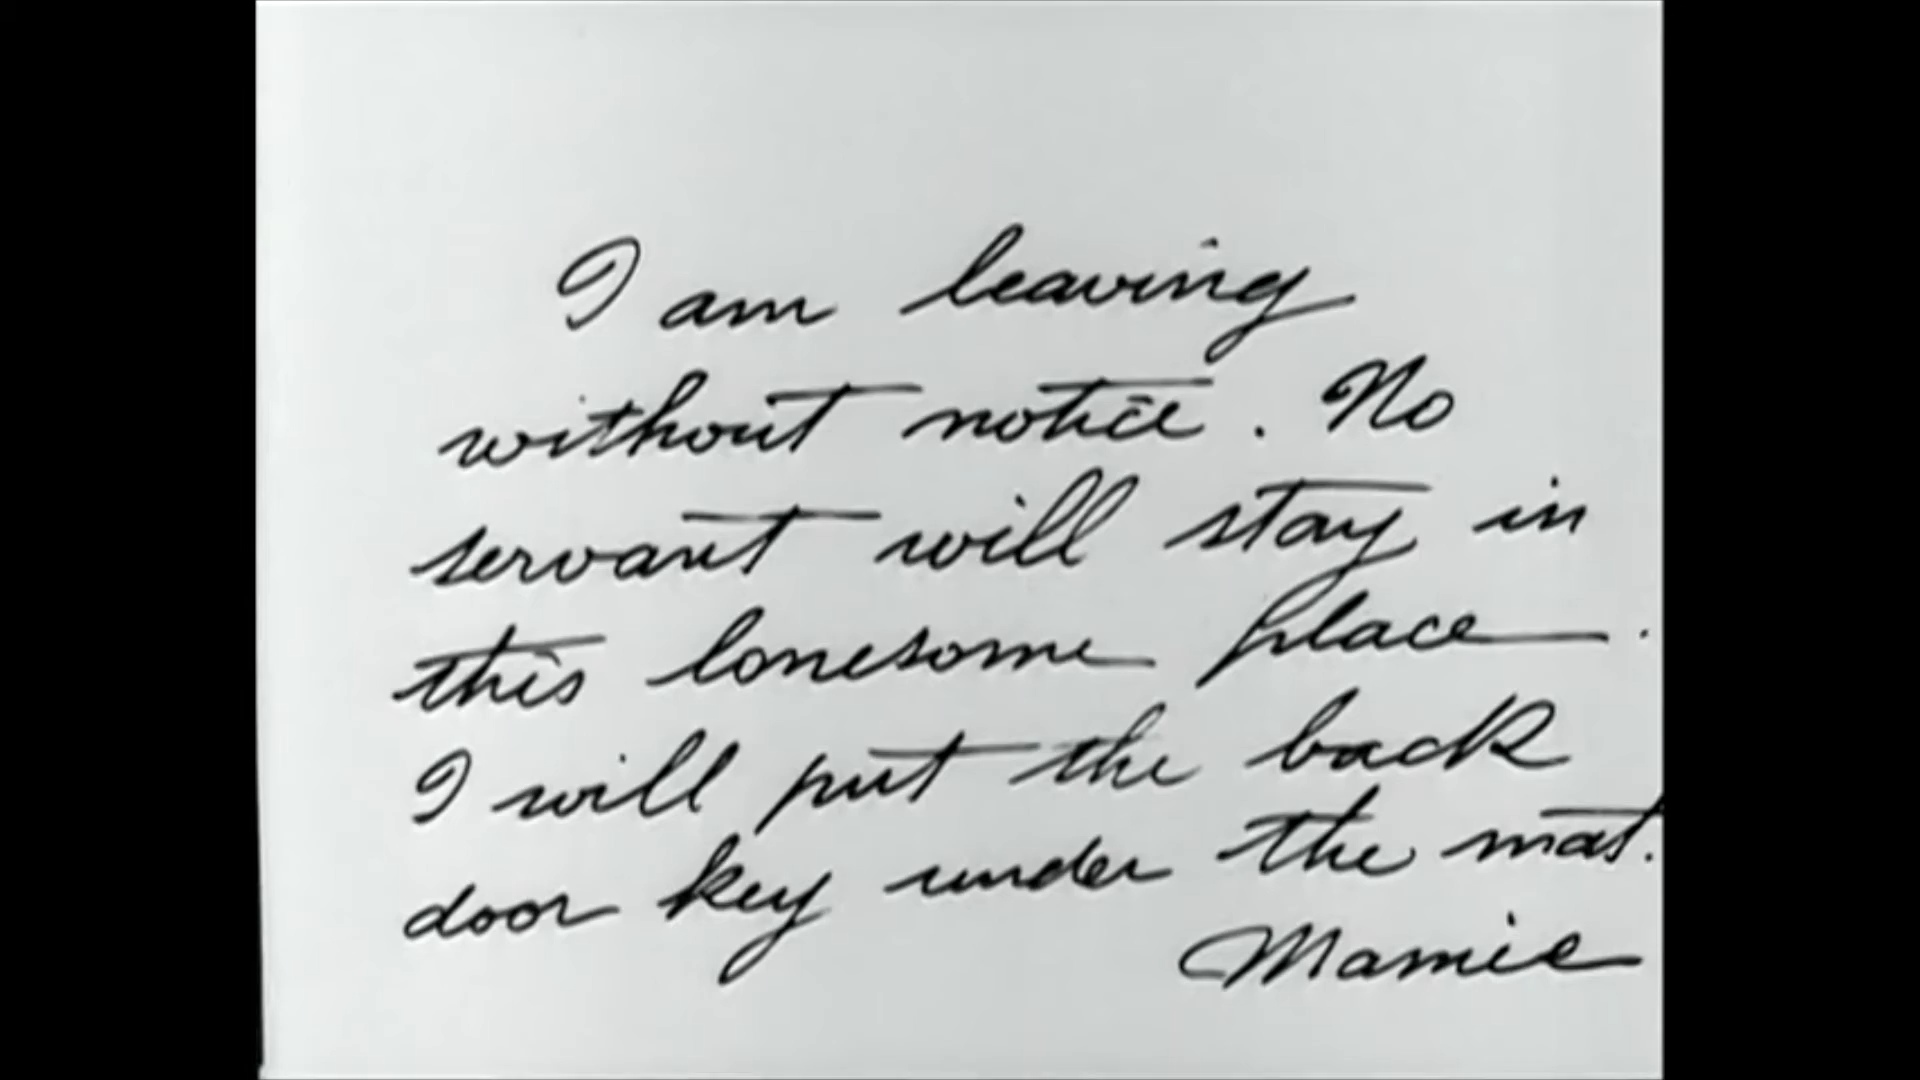 I am leaving
without notice. No
servant will stay in
this lonesome place.
I will put the back
door key under the mat.
Mamie